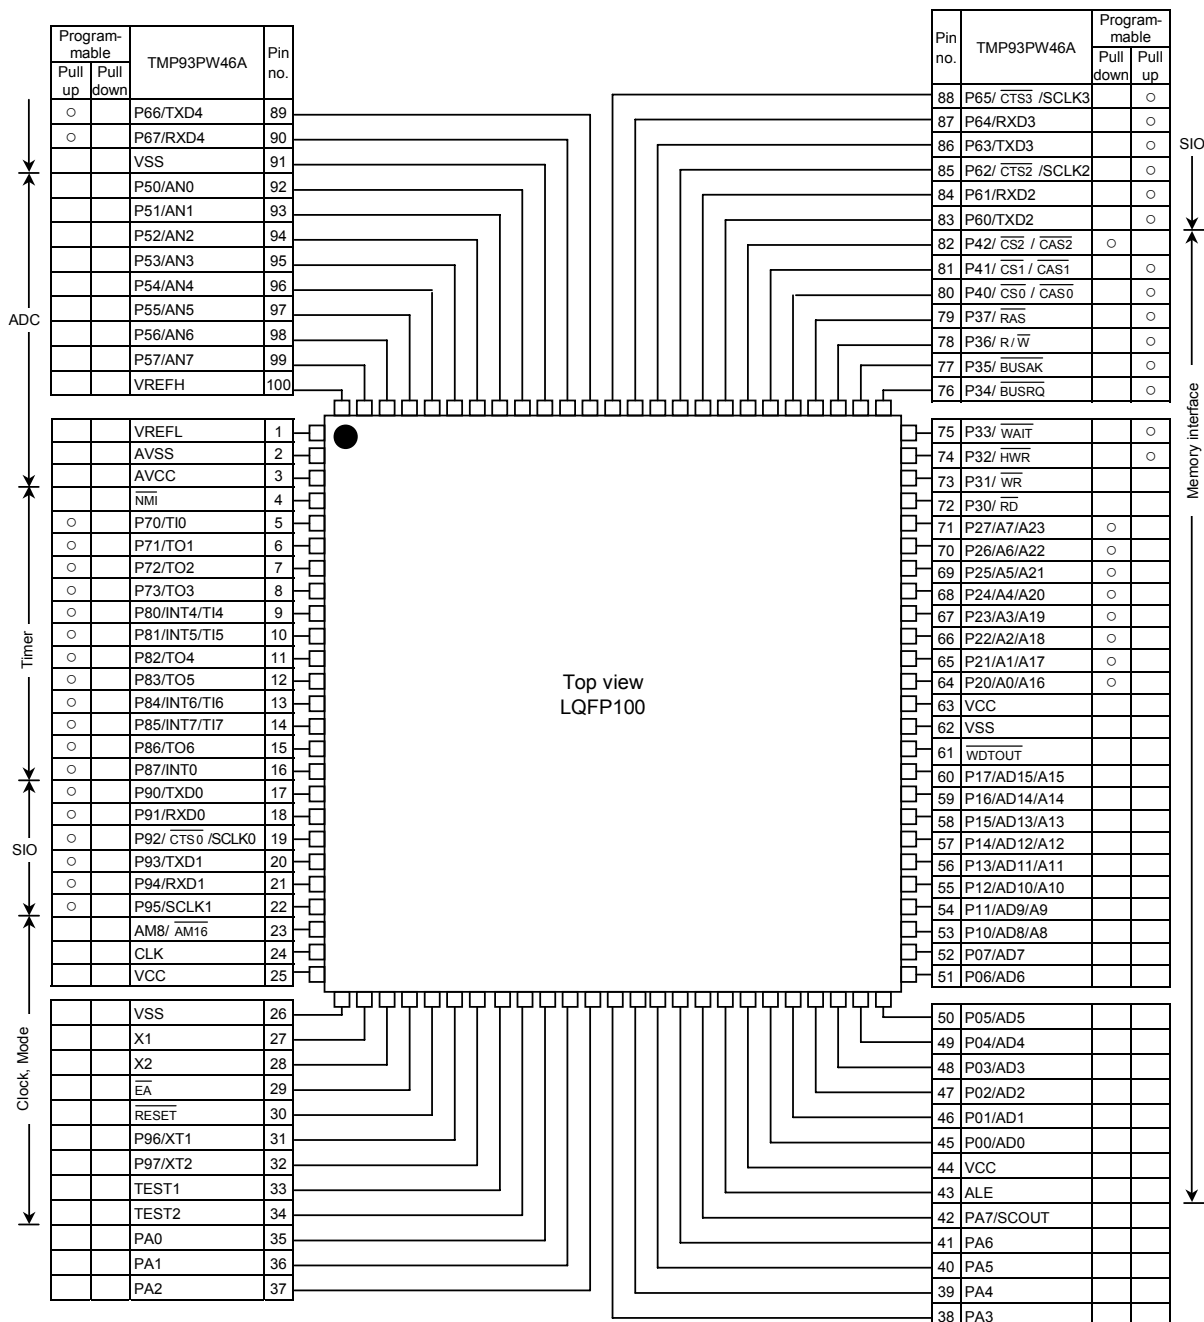 Program-
mable
TMP93PW46A
Pin
no.
Pull
up
Pull
down
○ P66/TXD4 89
○ P67/RXD4 90
VSS 91
P50/AN0 92
P51/AN1 93
P52/AN2 94
P53/AN3 95
P54/AN4 96
P55/AN5 97
P56/AN6 98
P57/AN7 99
VREFH 100
ADC
VREFL 1
AVSS 2
AVCC 3
NMI 4
○ P70/TI0 5
○ P71/TO1 6
○ P72/TO2 7
○ P73/TO3 8
○ P80/INT4/TI4 9
○ P81/INT5/TI5 10
○ P82/TO4 11
○ P83/TO5 12
○ P84/INT6/TI6 13
○ P85/INT7/TI7 14
○ P86/TO6 15
○ P87/INT0 16
○ P90/TXD0 17
○ P91/RXD0 18
○ P92/ CTS0 /SCLK0 19
○ P93/TXD1 20
○ P94/RXD1 21
○ P95/SCLK1 22
AM8/ AM16 23
CLK 24
VCC 25
Timer
SIO
VSS 26
X1 27
X2 28
EA 29
RESET 30
P96/XT1 31
P97/XT2 32
TEST1 33
TEST2 34
PA0 35
PA1 36
PA2 37
Clock, Mode
Top view
LQFP100
Pin
no.
TMP93PW46A
Program-
mable
Pull
down
Pull
up
88 P65/ CTS3 /SCLK3 ○
87 P64/RXD3 ○
86 P63/TXD3 ○
85 P62/ CTS2 /SCLK2 ○
84 P61/RXD2 ○
83 P60/TXD2 ○
82 P42/ CS2 / CAS2 ○
81 P41/ CS1 / CAS1 ○
80 P40/ CS0 / CAS0 ○
79 P37/ RAS ○
78 P36/ R/W ○
77 P35/ BUSAK ○
76 P34/ BUSRQ ○
SIO
75 P33/ WAIT ○
74 P32/ HWR ○
73 P31/ WR
72 P30/ RD
71 P27/A7/A23 ○
70 P26/A6/A22 ○
69 P25/A5/A21 ○
68 P24/A4/A20 ○
67 P23/A3/A19 ○
66 P22/A2/A18 ○
65 P21/A1/A17 ○
64 P20/A0/A16 ○
63 VCC
62 VSS
61 WDTOUT
60 P17/AD15/A15
59 P16/AD14/A14
58 P15/AD13/A13
57 P14/AD12/A12
56 P13/AD11/A11
55 P12/AD10/A10
54 P11/AD9/A9
53 P10/AD8/A8
52 P07/AD7
51 P06/AD6
Memory interface
50 P05/AD5
49 P04/AD4
48 P03/AD3
47 P02/AD2
46 P01/AD1
45 P00/AD0
44 VCC
43 ALE
42 PA7/SCOUT
41 PA6
40 PA5
39 PA4
38 PA3